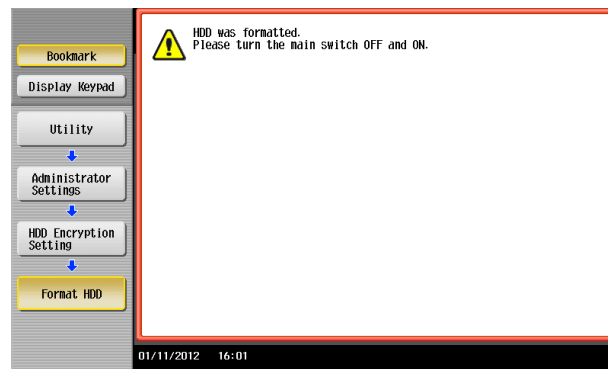 HDD was formatted.
Please turn the main switch OFF and ON.
Bookmark
Display Keypad
Utility
Administrator
Settings
HDD Encryption
Setting
Format HDD
01/11/2012 16:01